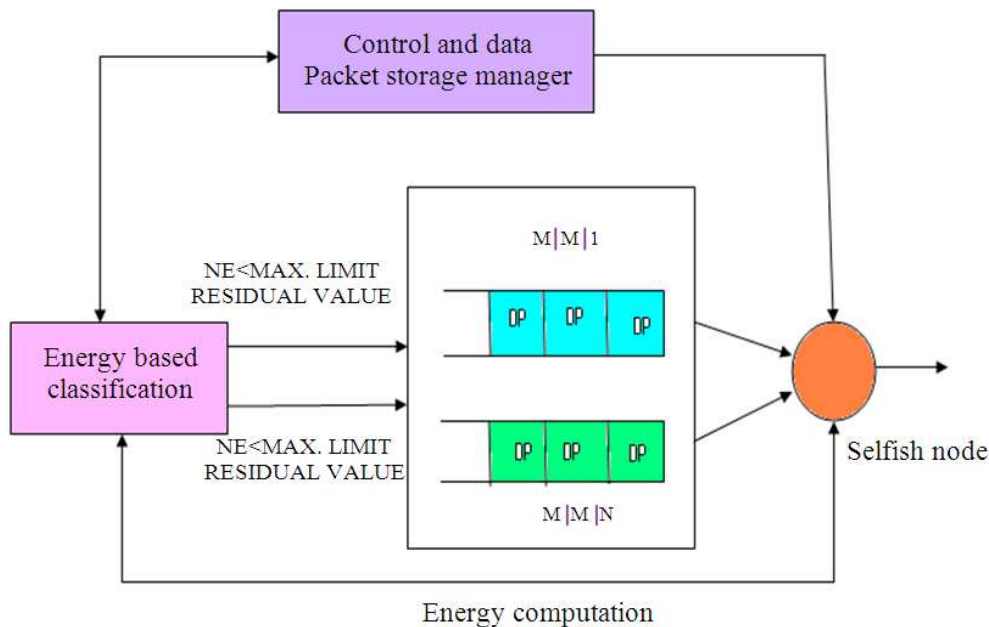 Control and data
Packet storage manager
M|M|1
NE<MAX. LIMIT
RESIDUAL VALUE
DP DP DP
Energy based
classification
NE<MAX. LIMIT
RESIDUAL VALUE
DP DP DP
Selfish node
M|M|N
Energy computation